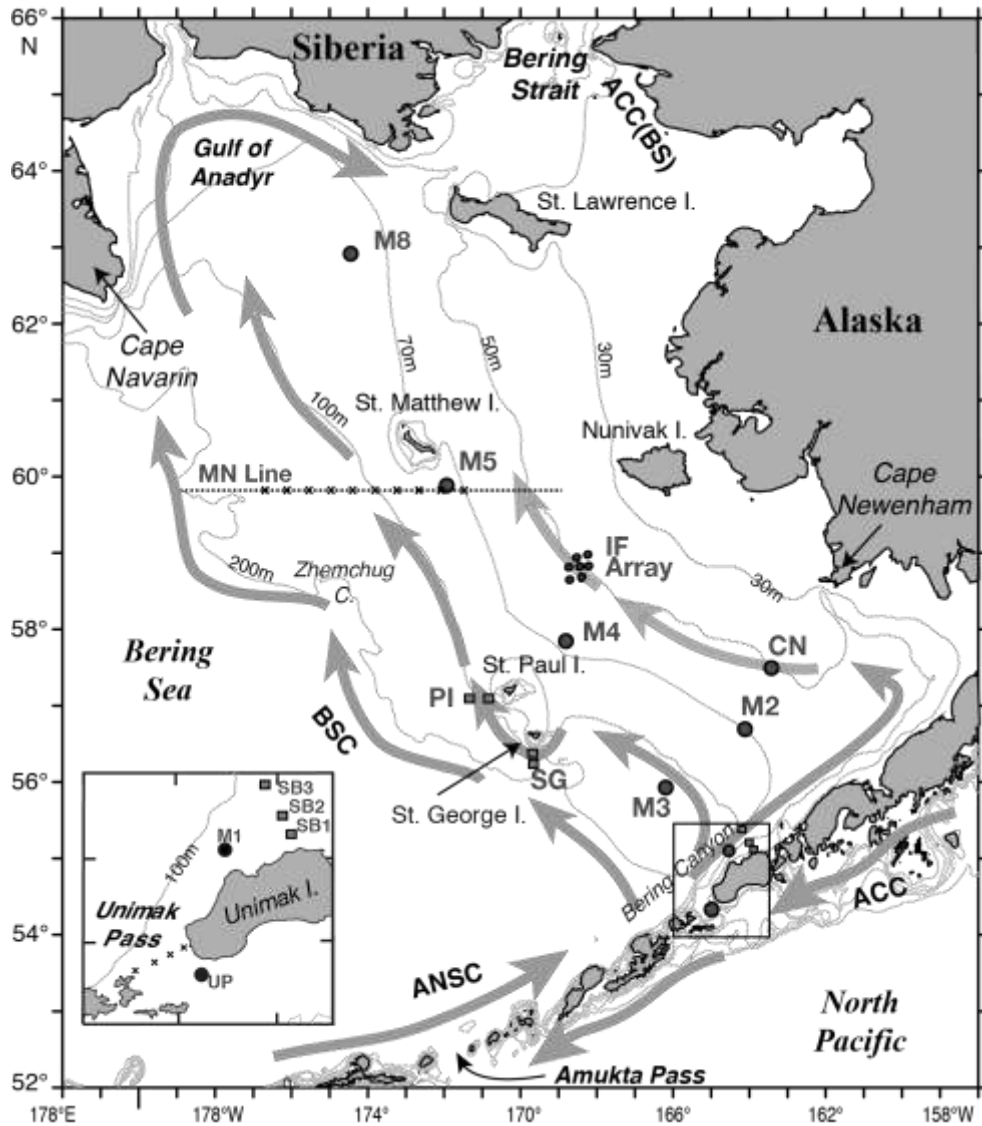 66°
N
Siberia
Bering
Strait
ACC(BS)
Gulf of
Anadyr
64°
St. Lawrence I.
M8
62°
Cape
Navarin
Alaska
70m
50m
30m
100m
St. Matthew I.
Nunivak I.
M5
60°
MN Line
Cape
Newenham
IF
Array
200m
Zhemchug
C.
30m
58°
M4
CN
Bering
Sea
St. Paul I.
PI
M2
BSC
56°
SG
M3
St. George I.
SB3
SB2
SB1
M1
100m
Bering Canyon
Unimak I.
Unimak
Pass
UP
ACC
54°
ANSC
North
Pacific
Amukta Pass
52°
178°E
178°W
174°
170°
166°
162°
158°W